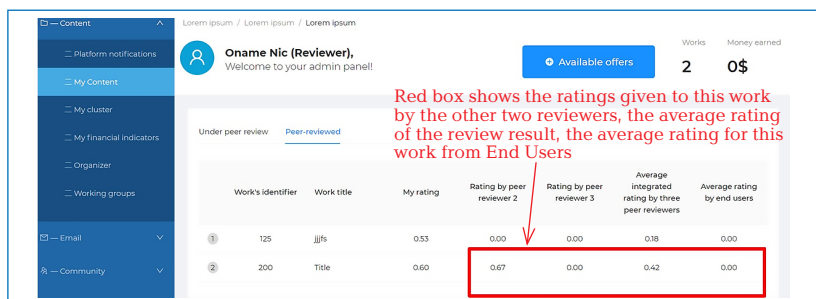 — Content
Lorem ipsum / Lorem ipsum / Lorem ipsum
Platform notifications
My Content
My cluster
My financial indicators
Organizer
Working groups
— Email
— Community
Oname Nic (Reviewer),
Welcome to your admin panel!
Available offers
Works
Money earned
2
0$
Red box shows the ratings given to this work
by the other two reviewers, the average rating
of the review result, the average rating for this
work from End Users
Under peer review Peer-reviewed
Work's identifier
Work title
My rating
Rating by peer
reviewer 2
Rating by peer
reviewer 3
Average
integrated
rating by three
peer reviewers
Average rating
by end users
1 125 jjjfs 0.53 0.00 0.00 0.18 0.00
2 200 Title 0.60 0.67 0.00 0.42 0.00